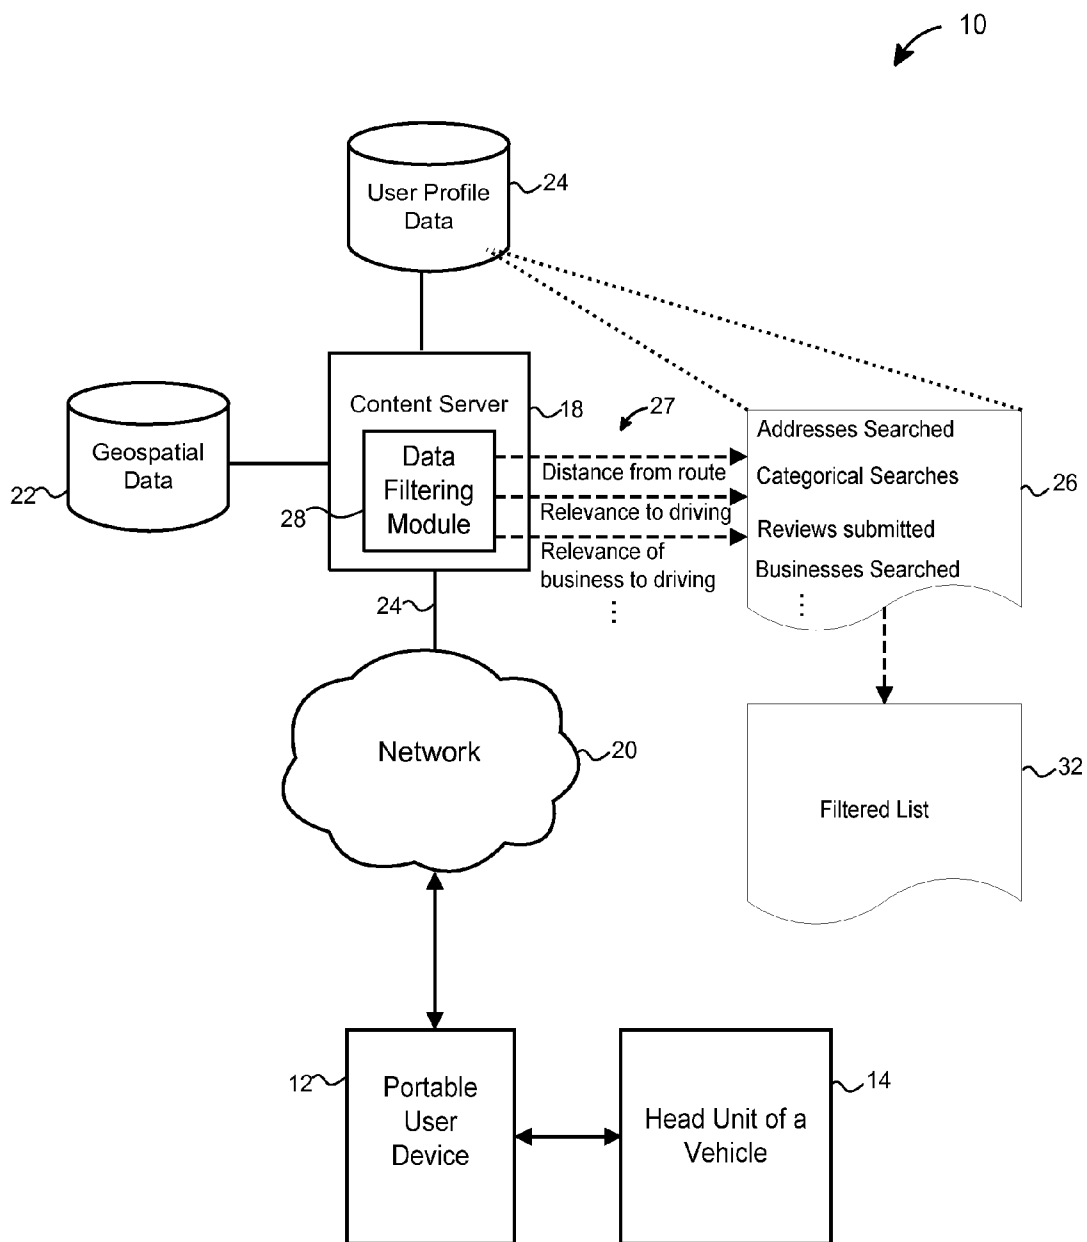 10
User Profile
Data
24
Content Server
18
27
Geospatial
Data
22
Data
Filtering
Module
28
Distance from route
Relevance to driving
Relevance of
business to driving
⋮
Addresses Searched
Categorical Searches
Reviews submitted
Businesses Searched
⋮
26
24
Network
20
Filtered List
32
Portable
User
Device
12
Head Unit of a
Vehicle
14